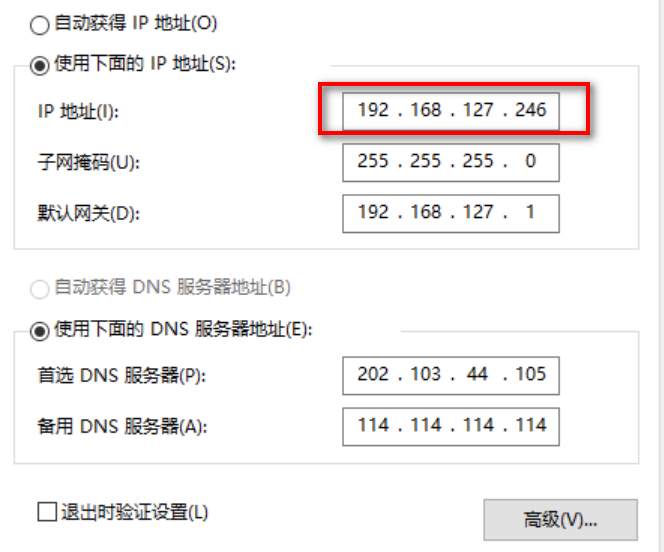 自动获得 IP 地址(O)
使用下面的 IP 地址(S):
IP 地址(I): 192 . 168 . 127 . 246
子网掩码(U): 255 . 255 . 255 . 0
默认网关(D): 192 . 168 . 127 . 1
自动获得 DNS 服务器地址(B)
使用下面的 DNS 服务器地址(E):
首选 DNS 服务器(P): 202 . 103 . 44 . 105
备用 DNS 服务器(A): 114 . 114 . 114 . 114
退出时验证设置(L)
高级(V)...